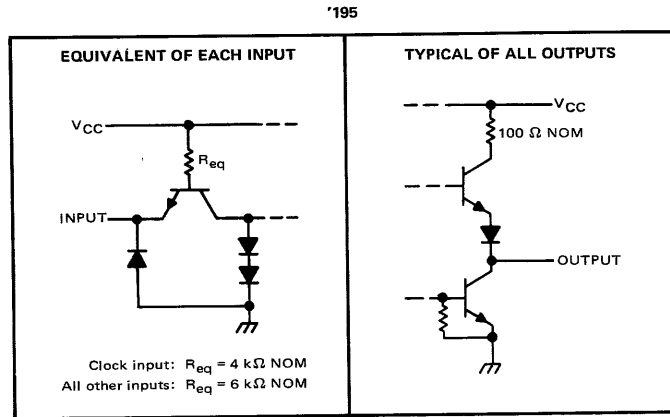 '195
EQUIVALENT OF EACH INPUT
VCC
Req
INPUT
Clock input: Req = 4 kΩ NOM
All other inputs: Req = 6 kΩ NOM
TYPICAL OF ALL OUTPUTS
VCC
100 Ω NOM
OUTPUT